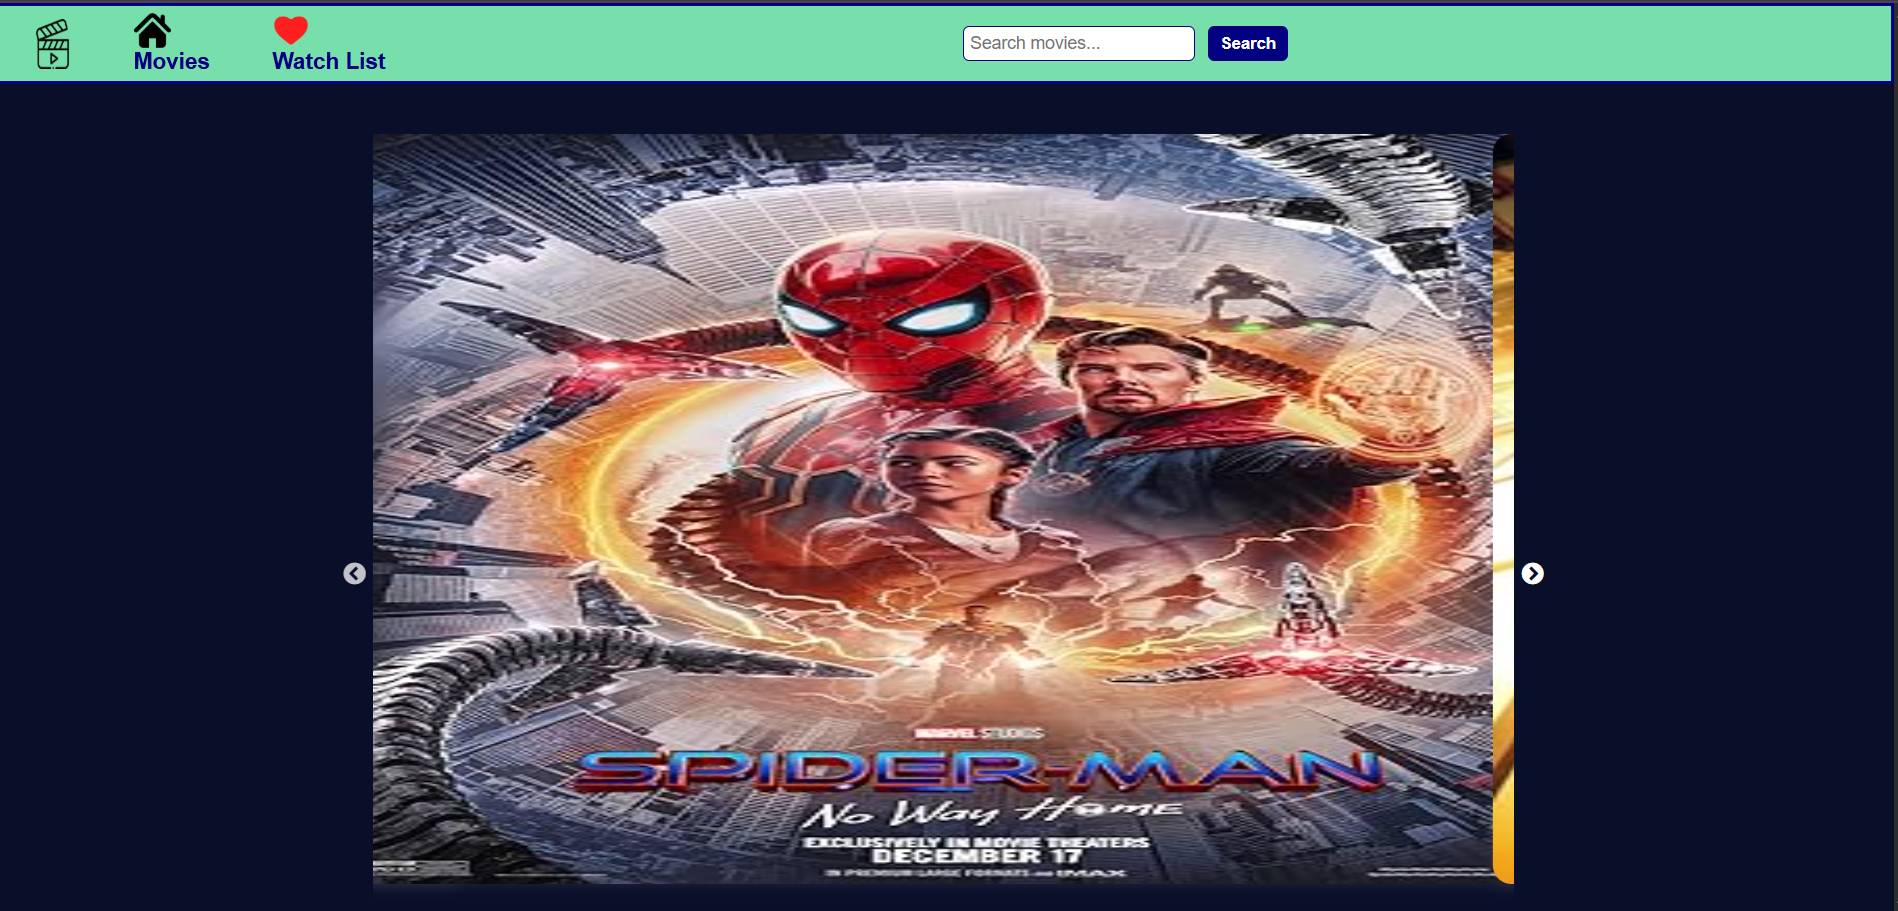 Movies
Watch List
Search movies...
Search
MARVEL STUDIOS
SPIDER-MAN
No Way Home
EXCLUSIVELY IN MOVIE THEATERS
DECEMBER 17
IN PREMIUM LARGE FORMATS AND IMAX